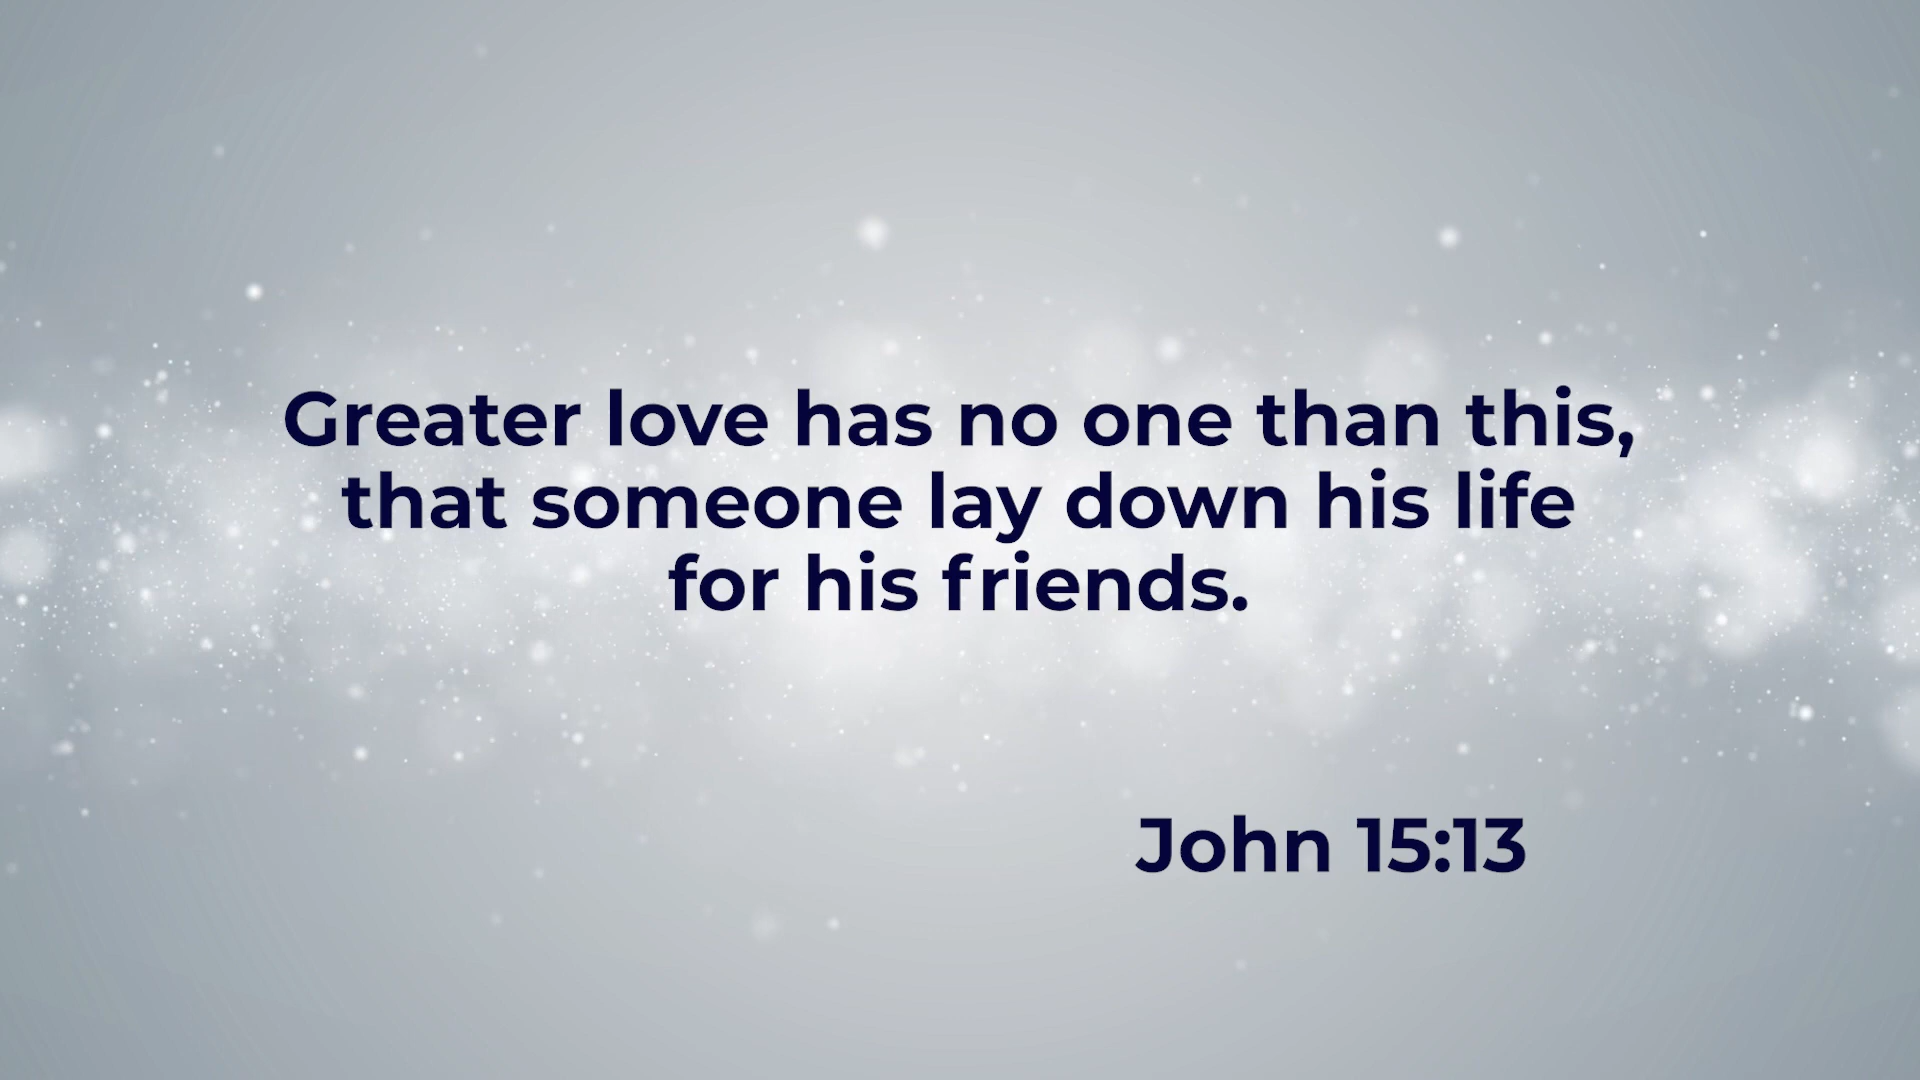 Greater love has no one than this,
that someone lay down his life
for his friends.
John 15:13